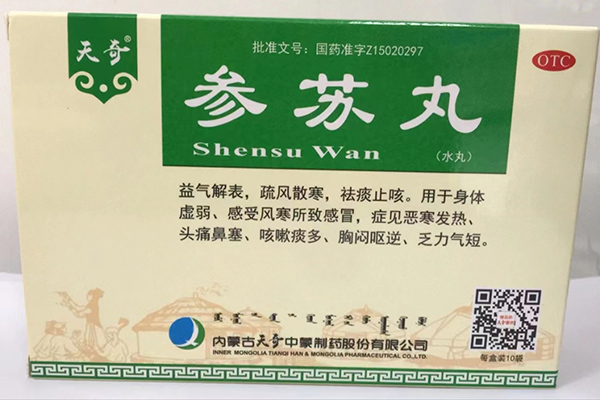 批准文号：国药准字Z15020297
天奇®
OTC
参苏丸
Shensu Wan
（水丸）
益气解表，疏风散寒，祛痰止咳。用于身体
虚弱、感受风寒所致感冒，症见恶寒发热、
头痛鼻塞、咳嗽痰多、胸闷呕逆、乏力气短。
内蒙古天奇中蒙制药股份有限公司
INNER MONGOLIA TIANQI HAN & MONGOLIA PHARMACEUTICAL CO.,LTD.
每盒装10袋